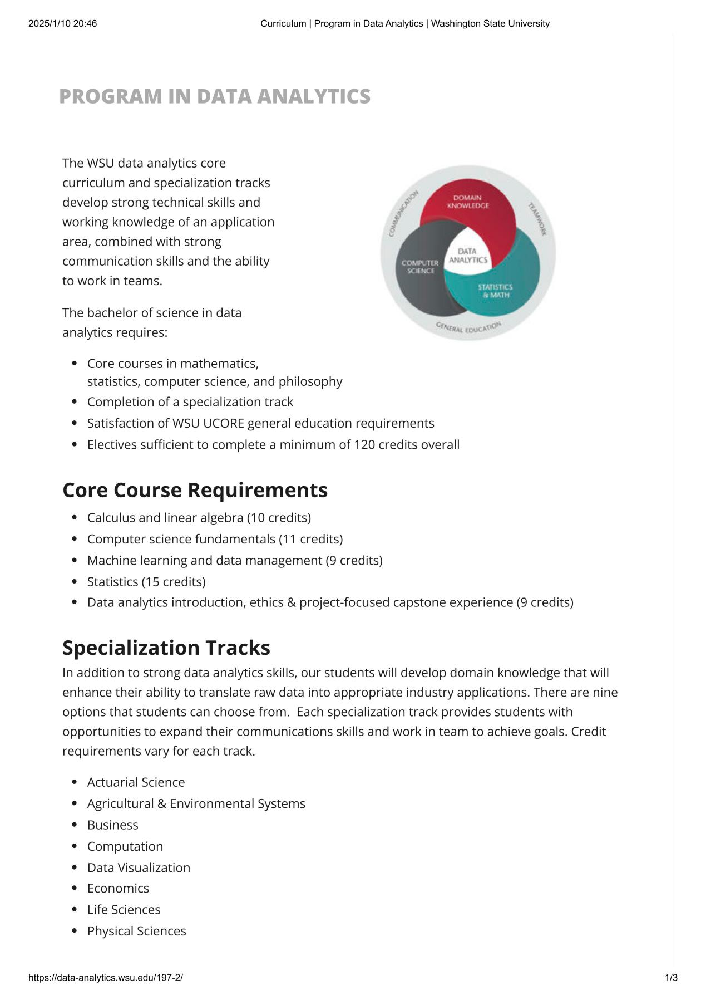 2025/1/10 20:46
Curriculum | Program in Data Analytics | Washington State University
PROGRAM IN DATA ANALYTICS
The WSU data analytics core
curriculum and specialization tracks
develop strong technical skills and
working knowledge of an application
area, combined with strong
communication skills and the ability
to work in teams.
COMMUNICATION
TEAMWORK
DOMAIN
KNOWLEDGE
DATA
ANALYTICS
COMPUTER
SCIENCE
STATISTICS
& MATH
GENERAL EDUCATION
The bachelor of science in data
analytics requires:
• Core courses in mathematics,
statistics, computer science, and philosophy
• Completion of a specialization track
• Satisfaction of WSU UCORE general education requirements
• Electives sufficient to complete a minimum of 120 credits overall
Core Course Requirements
• Calculus and linear algebra (10 credits)
• Computer science fundamentals (11 credits)
• Machine learning and data management (9 credits)
• Statistics (15 credits)
• Data analytics introduction, ethics & project-focused capstone experience (9 credits)
Specialization Tracks
In addition to strong data analytics skills, our students will develop domain knowledge that will
enhance their ability to translate raw data into appropriate industry applications. There are nine
options that students can choose from.  Each specialization track provides students with
opportunities to expand their communications skills and work in team to achieve goals. Credit
requirements vary for each track.
• Actuarial Science
• Agricultural & Environmental Systems
• Business
• Computation
• Data Visualization
• Economics
• Life Sciences
• Physical Sciences
https://data-analytics.wsu.edu/197-2/
1/3